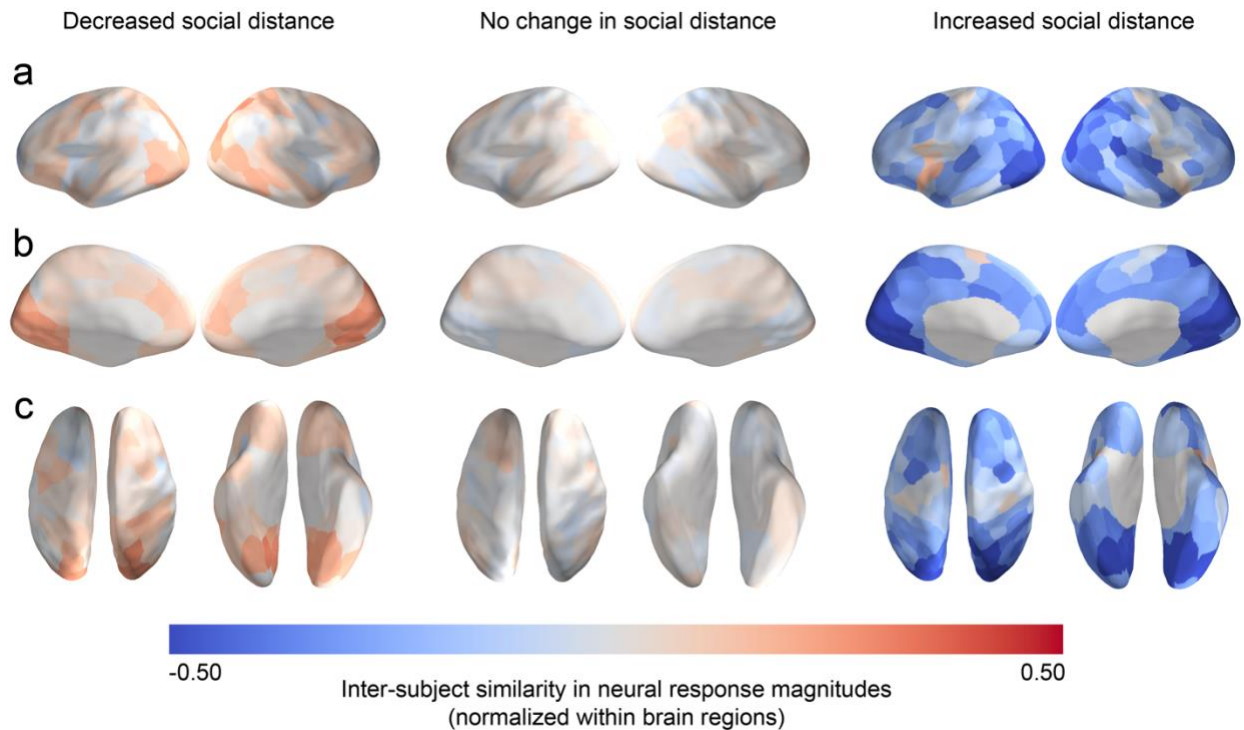 Decreased social distance
No change in social distance
Increased social distance
a
b
c
-0.50
0.50
Inter-subject similarity in neural response magnitudes
(normalized within brain regions)